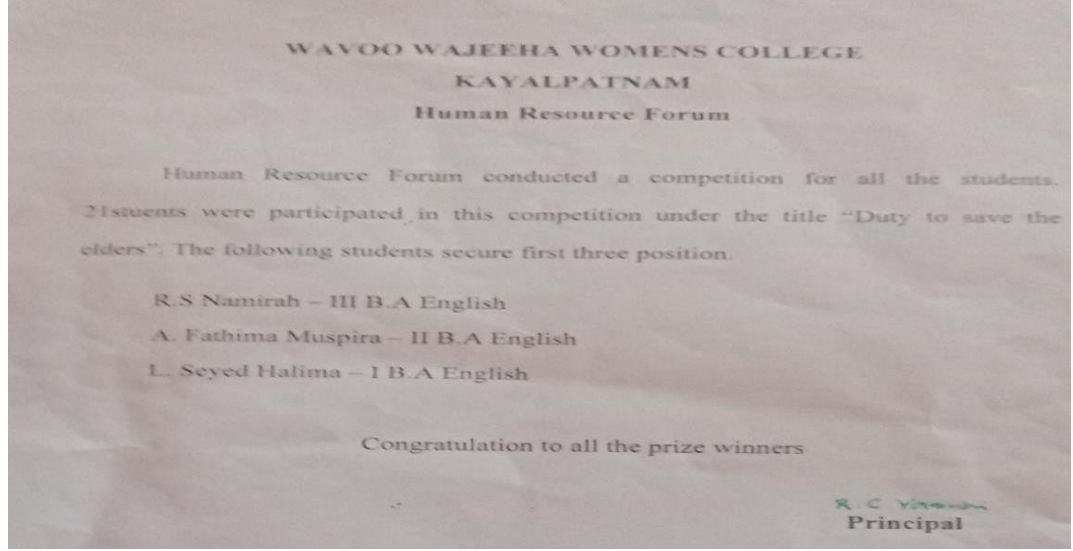 WAVOO WAJEEHA WOMENS COLLEGE
KAYALPATNAM
Human Resource Forum
Human Resource Forum conducted a competition for all the students.
21stuents were participated in this competition under the title “Duty to save the
elders”. The following students secure first three position.
R.S Namirah – III B.A English
A. Fathima Muspira – II B.A English
L. Seyed Halima – I B.A English
Congratulation to all the prize winners
R. C
Principal